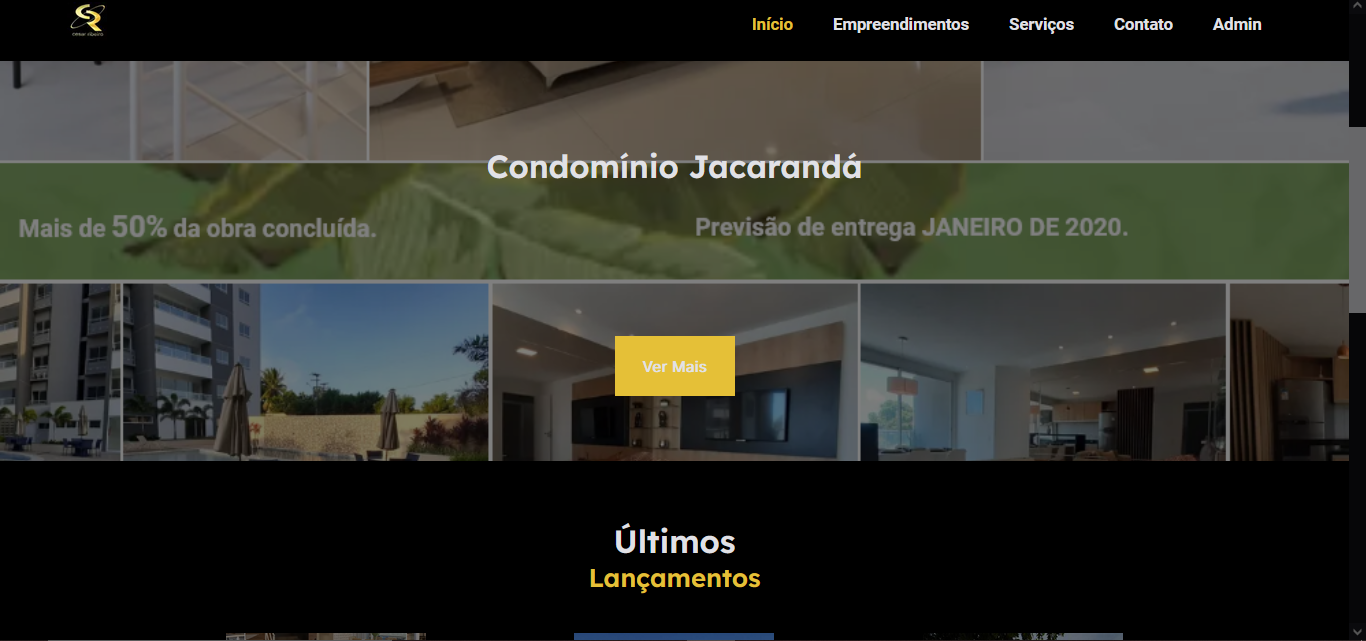 Início Empreendimentos Serviços Contato Admin
Condomínio Jacarandá
Mais de 50% da obra concluída. Previsão de entrega JANEIRO DE 2020.
Ver Mais
Últimos
Lançamentos